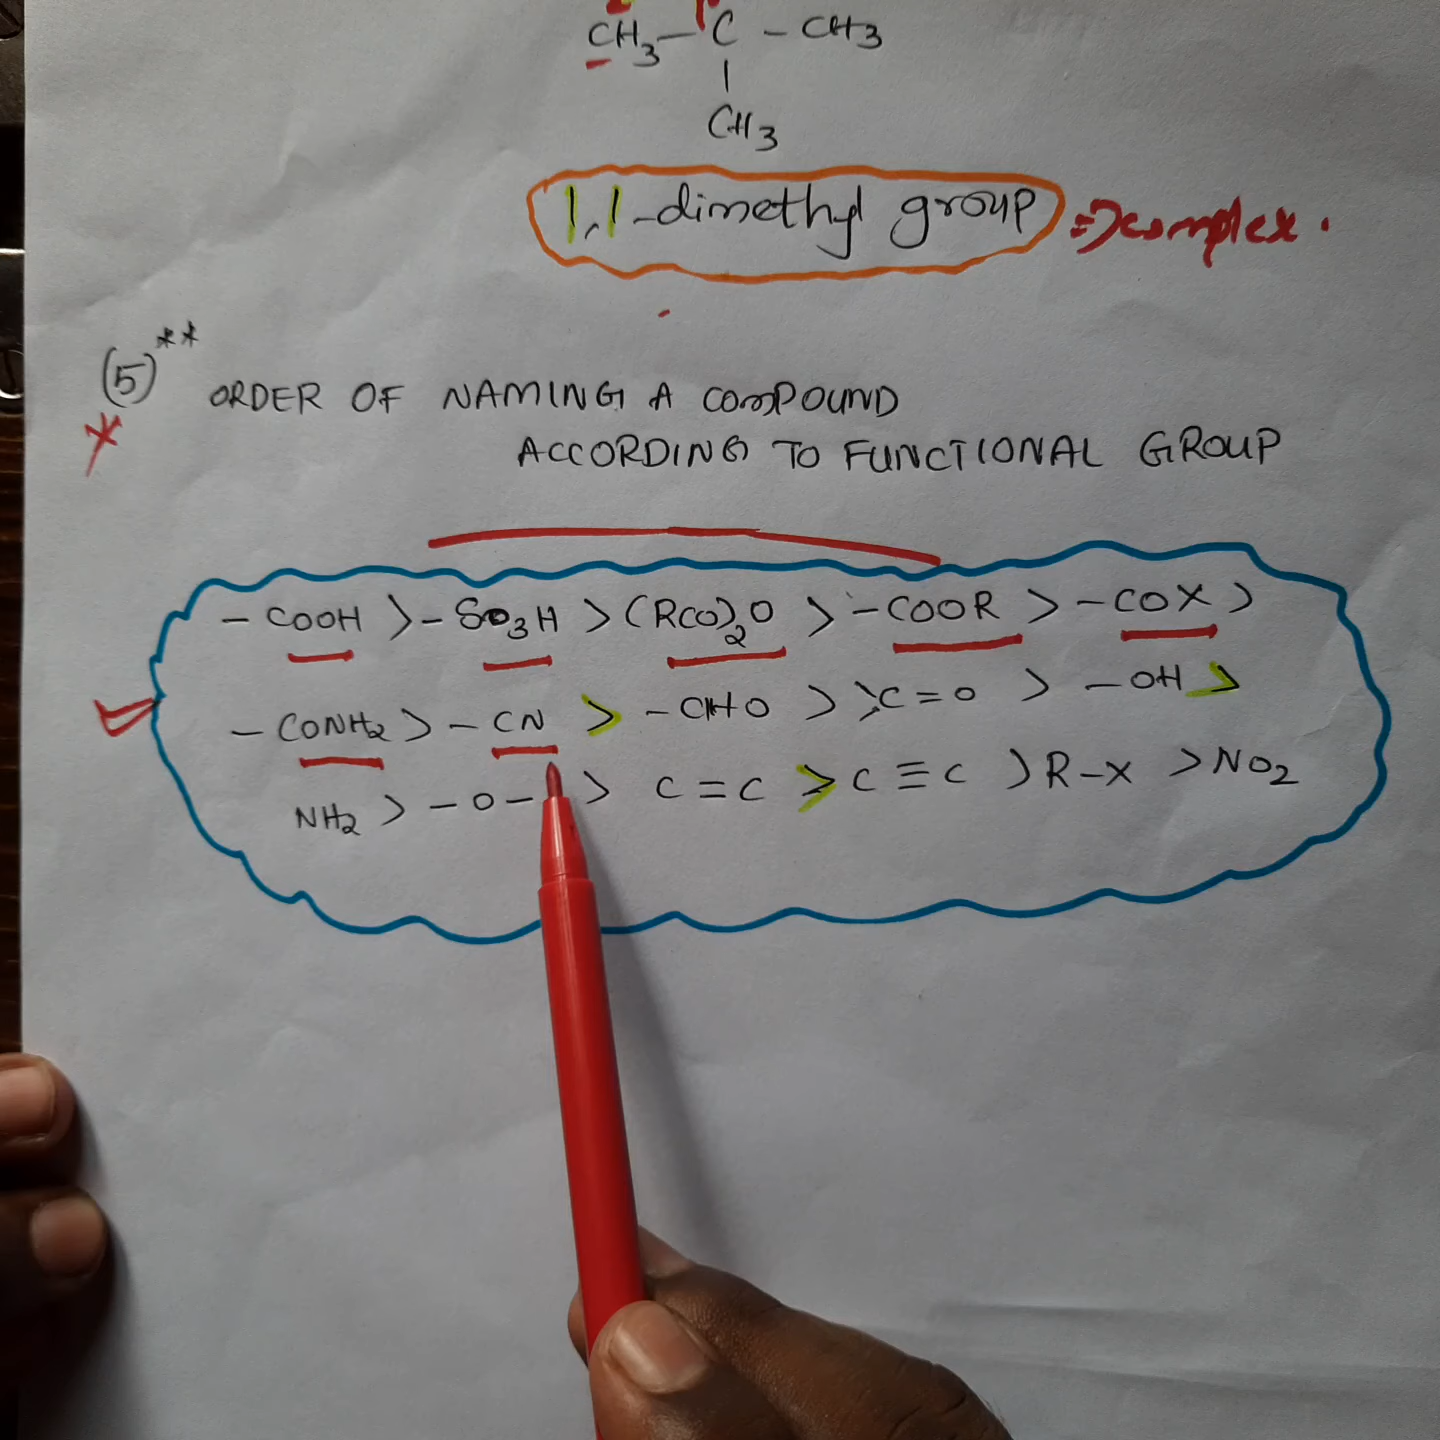 CH3 - C - CH3
|
CH3
1,1-dimethyl group => complex.
(5)**
ORDER OF NAMING A COMPOUND
ACCORDING TO FUNCTIONAL GROUP
- COOH > - SO3H > (RCO)2O > - COOR > - COX >
- CONH2 > - CN > - CHO > >C=O > - OH >
NH2 > - O - > C = C > C ≡ C > R-X > NO2